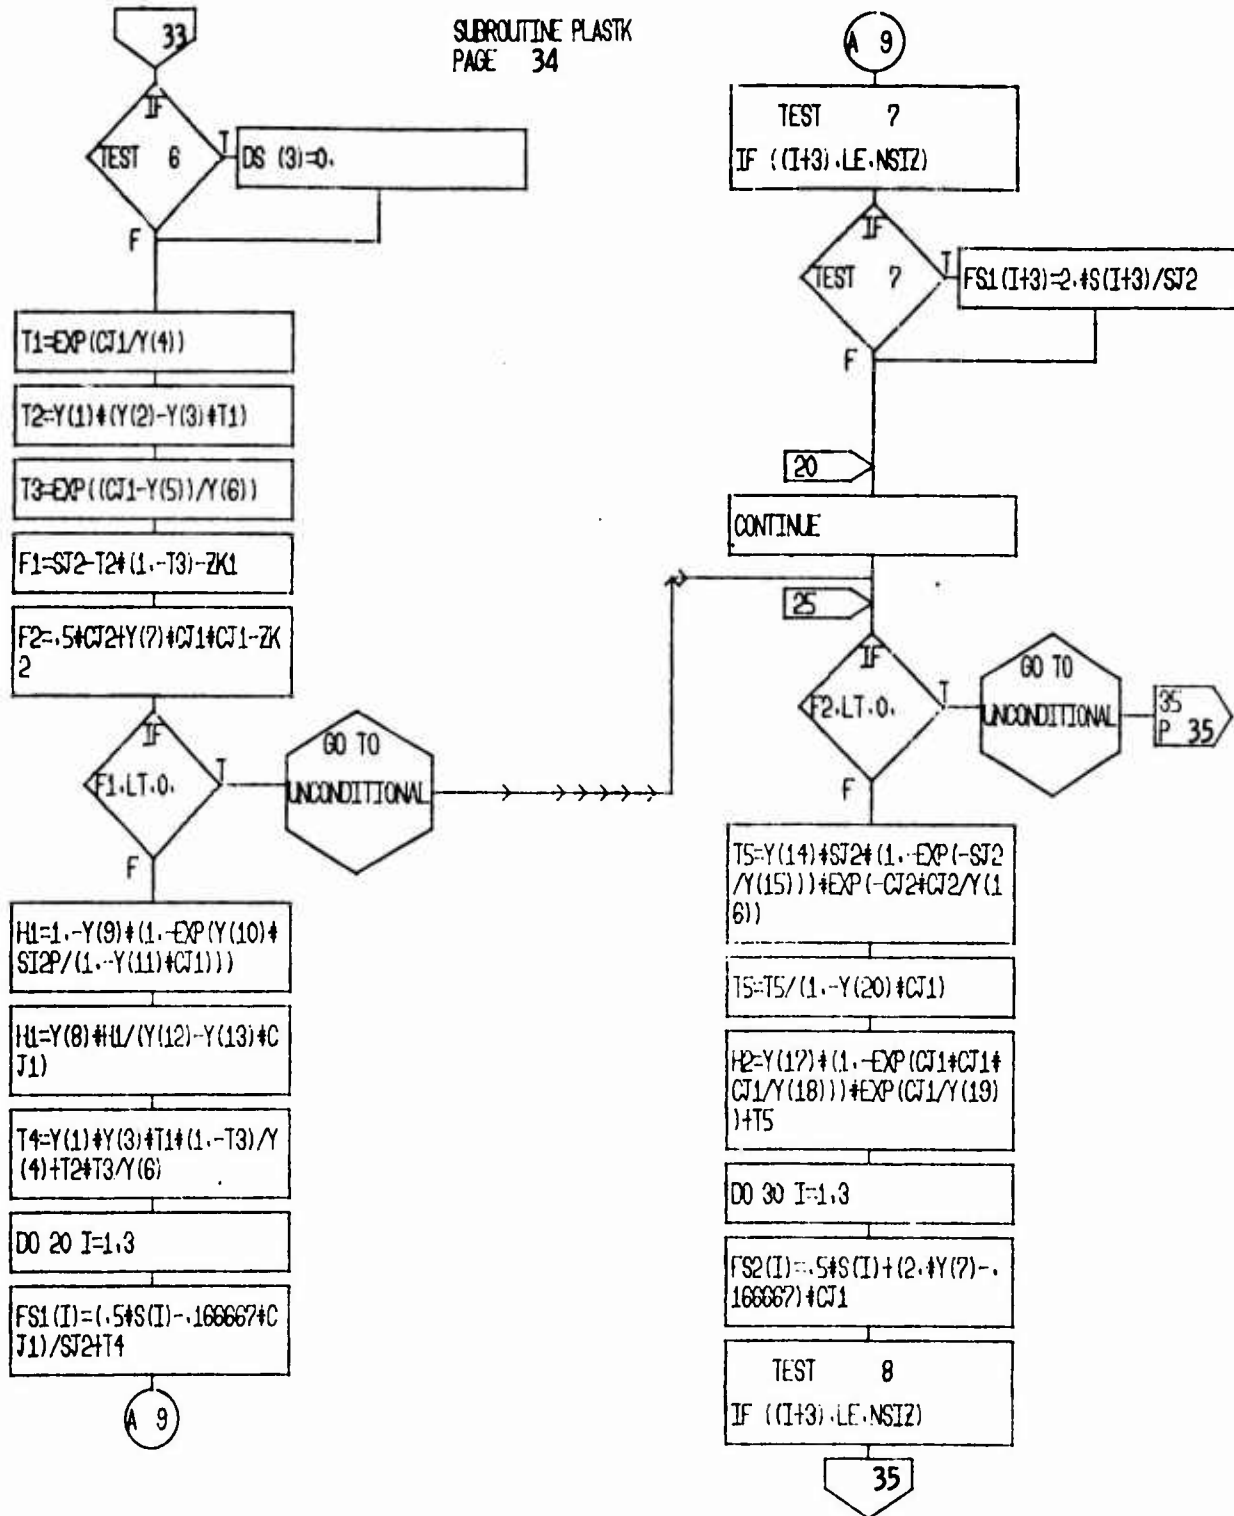 SUBROUTINE PLASTK
PAGE 34
33
IF
TEST 6
T
DS (3)=0.
F
T1=EXP(CJ1/Y(4))
T2=Y(1)*(Y(2)-Y(3)*T1)
T3=EXP((CJ1-Y(5))/Y(6))
F1=SJ2-T2*(1.-T3)-ZK1
F2=.5*CJ2+Y(7)*CJ1*CJ1-ZK
2
IF
F1.LT.0.
T
GO TO
UNCONDITIONAL
F
H1=1.-Y(9)*(1.-EXP(Y(10)*
SI2P/(1.-Y(11)*CJ1)))
H1=Y(8)*H1/(Y(12)-Y(13)*C
J1)
T4=Y(1)*Y(3)*T1*(1.-T3)/Y
(4)+T2*T3/Y(6)
DO 20 I=1,3
FS1(I)=(.5*S(I)-.166667*C
J1)/SJ2+T4
A 9
A 9
TEST 7
IF ((I+3).LE.NSIZ)
IF
TEST 7
T
FS1(I+3)=2.*S(I+3)/SJ2
F
20
CONTINUE
25
IF
F2.LT.0.
T
GO TO
UNCONDITIONAL
35
P 35
F
T5=Y(14)*SJ2*(1.-EXP(-SJ2
/Y(15)))*EXP(-CJ2*CJ2/Y(1
6))
T5=T5/(1.-Y(20)*CJ1)
H2=Y(17)*(1.-EXP(CJ1*CJ1*
CJ1/Y(18)))*EXP(CJ1/Y(19)
)+T5
DO 30 I=1,3
FS2(I)=.5*S(I)+(2.*Y(7)-.
166667)*CJ1
TEST 8
IF ((I+3).LE.NSIZ)
35